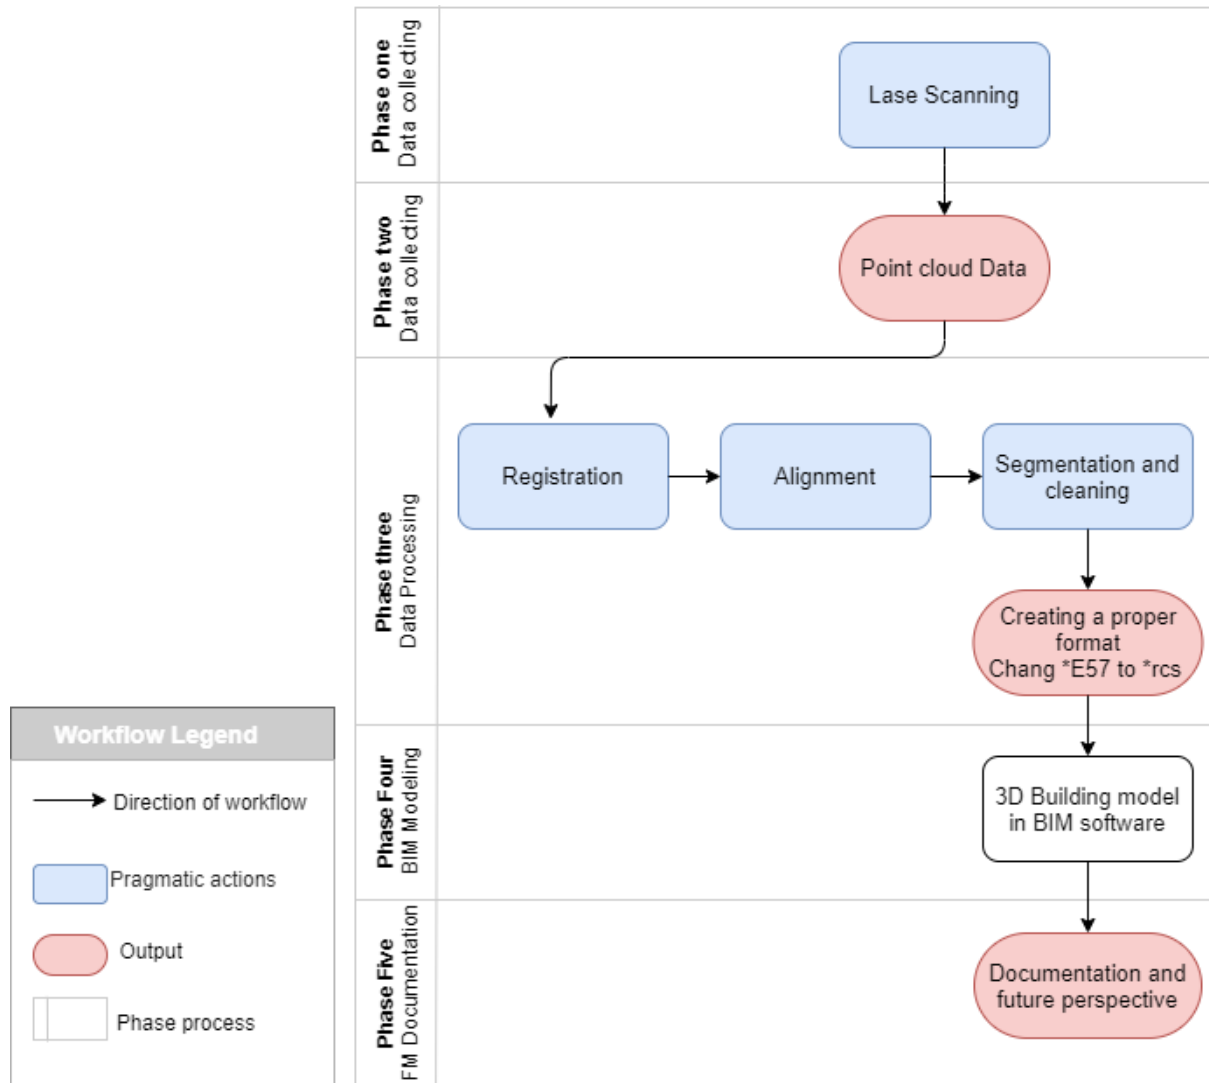 Phase one
Data collecting
Lase Scanning
Phase two
Data collecting
Point cloud Data
Phase three
Data Processing
Registration
Alignment
Segmentation and
cleaning
Creating a proper
format
Chang *E57 to *rcs
Phase Four
BIM Modeling
3D Building model
in BIM software
Phase Five
FM Documentation
Documentation and
future perspective
Workflow Legend
Direction of workflow
Pragmatic actions
Output
Phase process